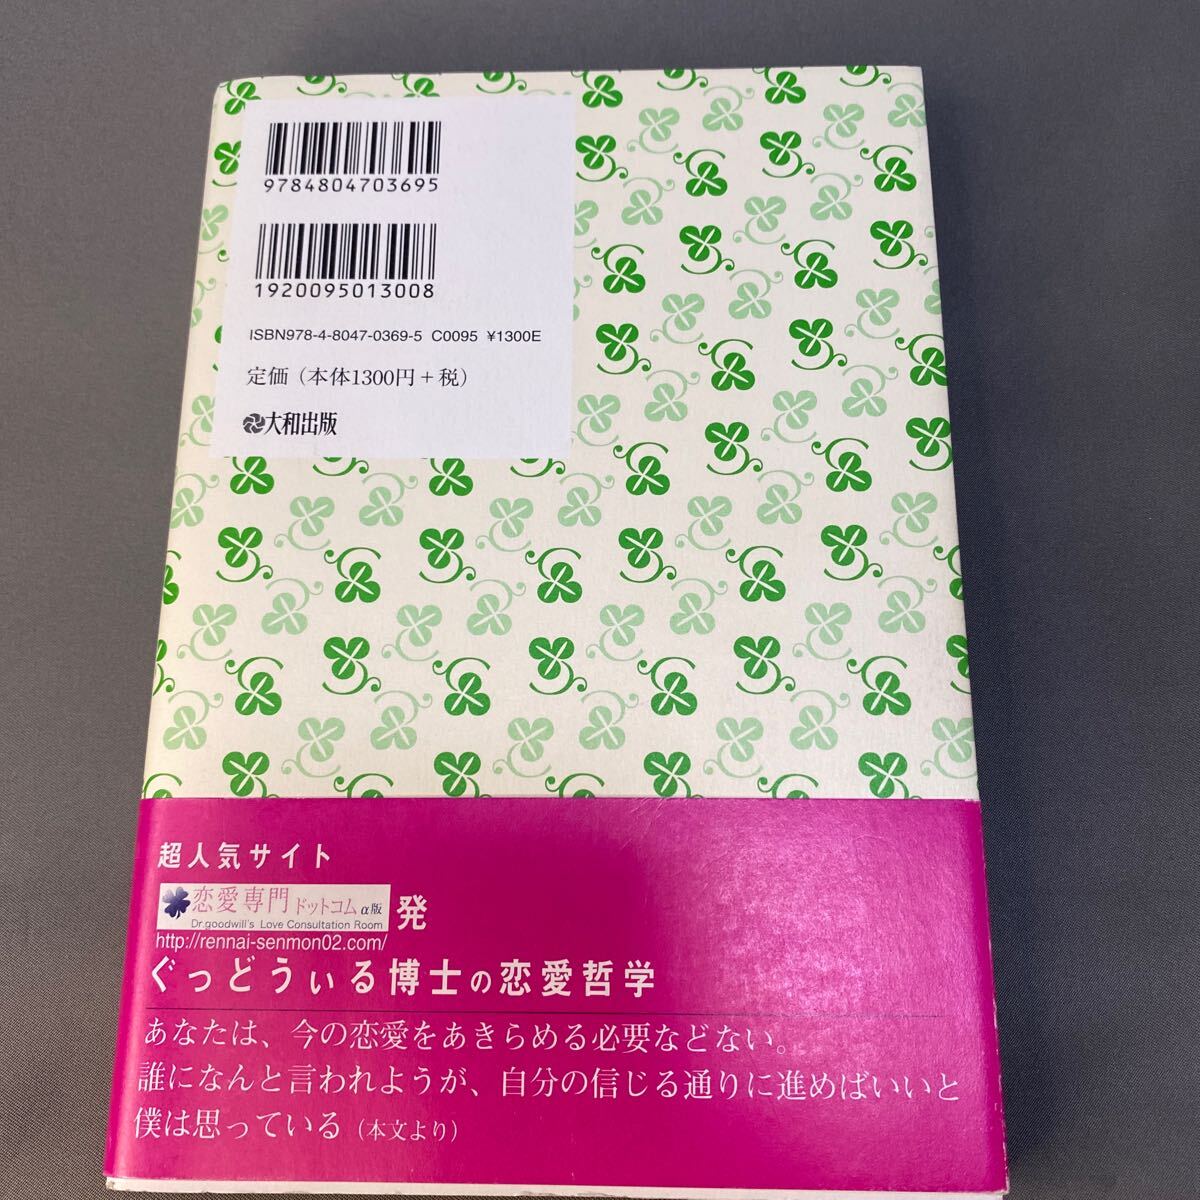 9784804703695
1920095013008
ISBN978-4-8047-0369-5 C0095 ¥1300E
定価（本体1300円＋税）
大和出版
超人気サイト
恋愛専門ドットコムα版
Dr.goodwill's Love Consultation Room
発
http://rennai-senmon02.com/
ぐっどうぃる博士の恋愛哲学
あなたは、今の恋愛をあきらめる必要などない。
誰になんと言われようが、自分の信じる通りに進めばいいと
僕は思っている（本文より）